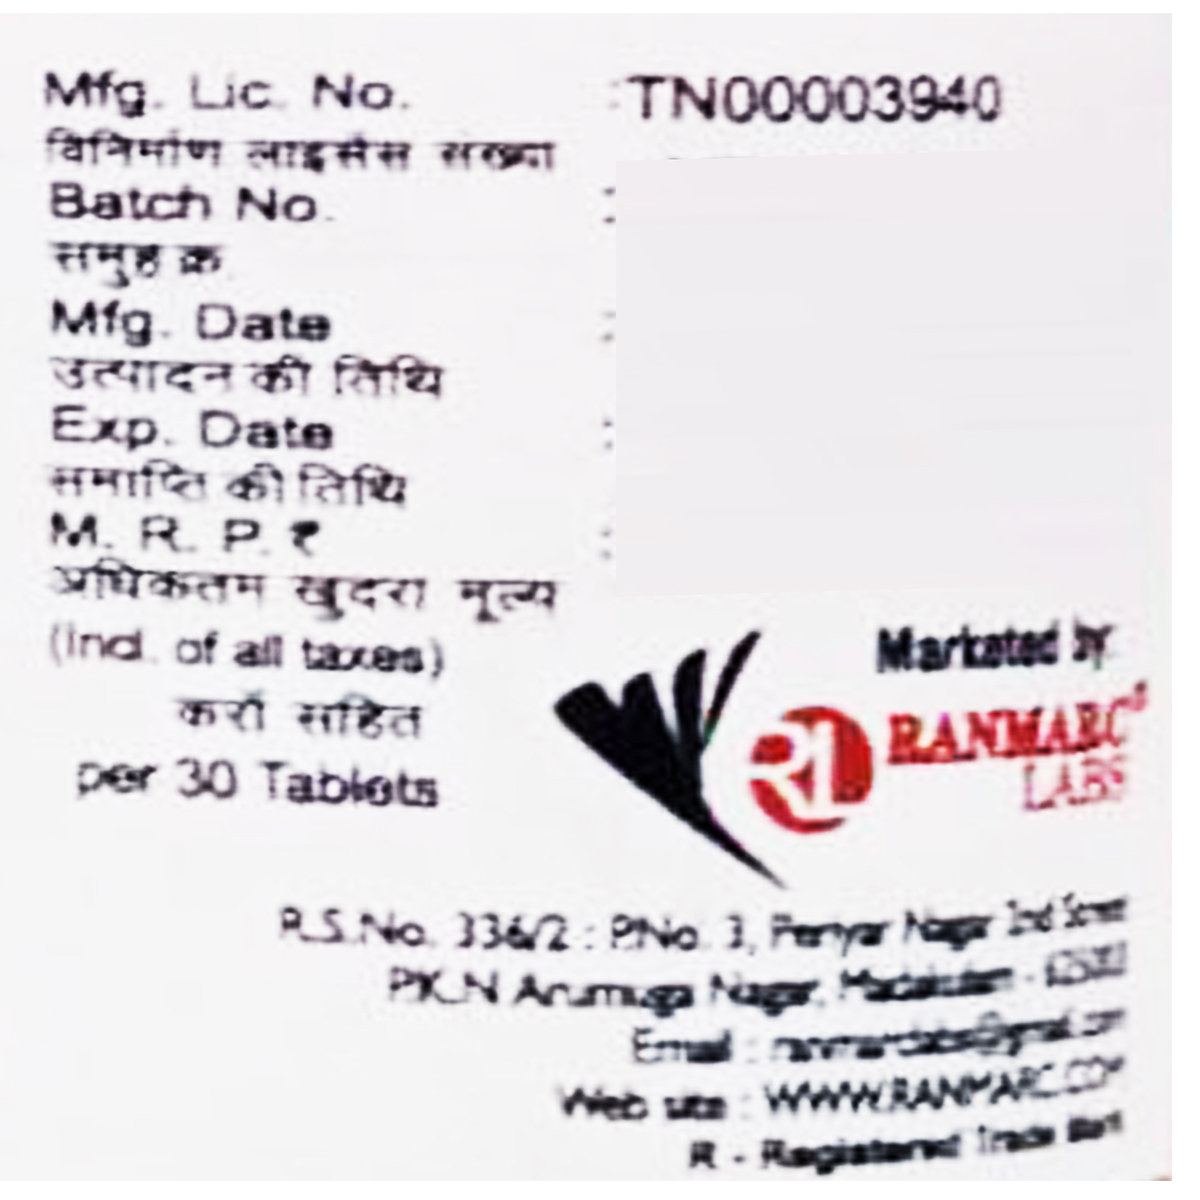 Mfg. Lic. No. : TN00003940
विनिर्माण लाइसेंस संख्या
Batch No. :
समुह क्र.
Mfg. Date :
उत्पादन की तिथि
Exp. Date :
समाप्ति की तिथि
M. R. P. ₹ :
अधिकतम खुदरा मूल्य
(Incl. of all taxes)
करों सहित
per 30 Tablets
Marketed by
RL RANMARC
LABS
R.S.No. 336/2 : P.No. 3, Periyar Nagar Street
P.K.N Arumuga Nagar,
Email :
Web site : WWW.RANMARC.COM
R - Registered Trade Mark